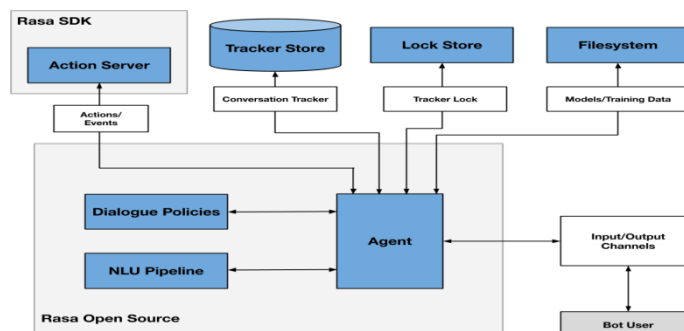 Rasa SDK
Action Server
Tracker Store
Lock Store
Filesystem
Actions/
Events
Conversation Tracker
Tracker Lock
Models/Training Data
Dialogue Policies
Agent
NLU Pipeline
Input/Output
Channels
Rasa Open Source
Bot User